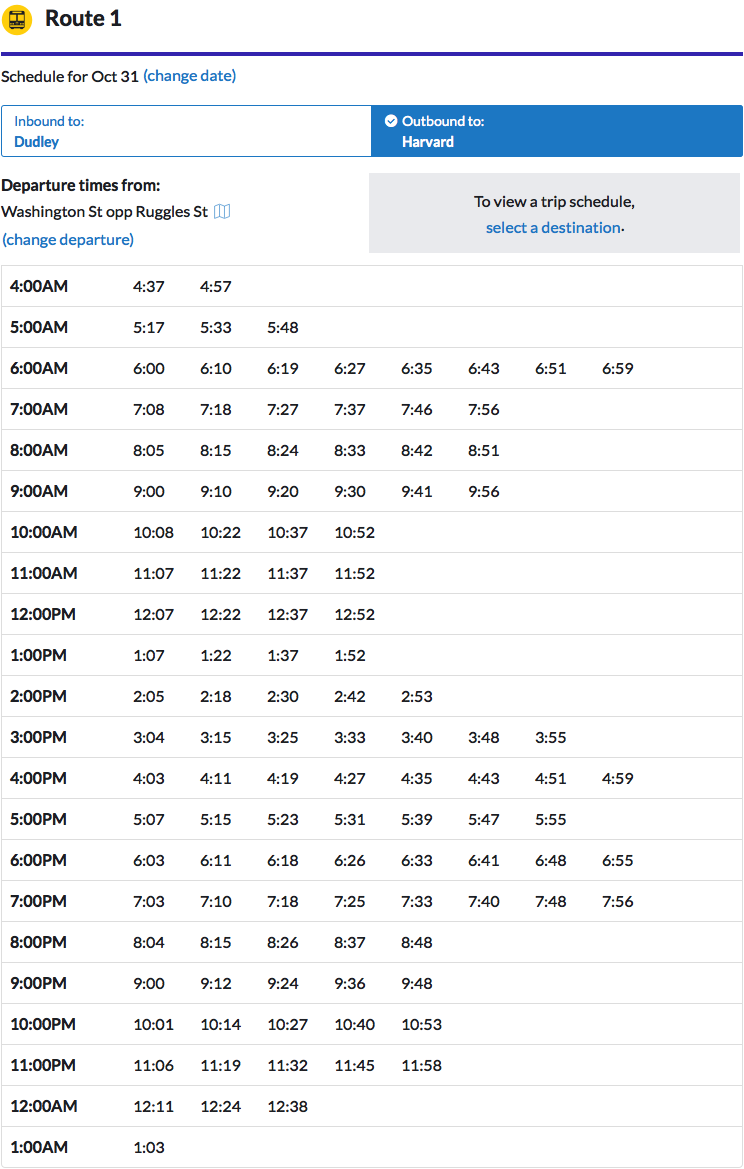 Route 1
Schedule for Oct 31 (change date)
Inbound to:
Dudley
Outbound to:
Harvard
Departure times from:
Washington St opp Ruggles St
(change departure)
To view a trip schedule,
select a destination.
4:00AM 4:37 4:57
5:00AM 5:17 5:33 5:48
6:00AM 6:00 6:10 6:19 6:27 6:35 6:43 6:51 6:59
7:00AM 7:08 7:18 7:27 7:37 7:46 7:56
8:00AM 8:05 8:15 8:24 8:33 8:42 8:51
9:00AM 9:00 9:10 9:20 9:30 9:41 9:56
10:00AM 10:08 10:22 10:37 10:52
11:00AM 11:07 11:22 11:37 11:52
12:00PM 12:07 12:22 12:37 12:52
1:00PM 1:07 1:22 1:37 1:52
2:00PM 2:05 2:18 2:30 2:42 2:53
3:00PM 3:04 3:15 3:25 3:33 3:40 3:48 3:55
4:00PM 4:03 4:11 4:19 4:27 4:35 4:43 4:51 4:59
5:00PM 5:07 5:15 5:23 5:31 5:39 5:47 5:55
6:00PM 6:03 6:11 6:18 6:26 6:33 6:41 6:48 6:55
7:00PM 7:03 7:10 7:18 7:25 7:33 7:40 7:48 7:56
8:00PM 8:04 8:15 8:26 8:37 8:48
9:00PM 9:00 9:12 9:24 9:36 9:48
10:00PM 10:01 10:14 10:27 10:40 10:53
11:00PM 11:06 11:19 11:32 11:45 11:58
12:00AM 12:11 12:24 12:38
1:00AM 1:03